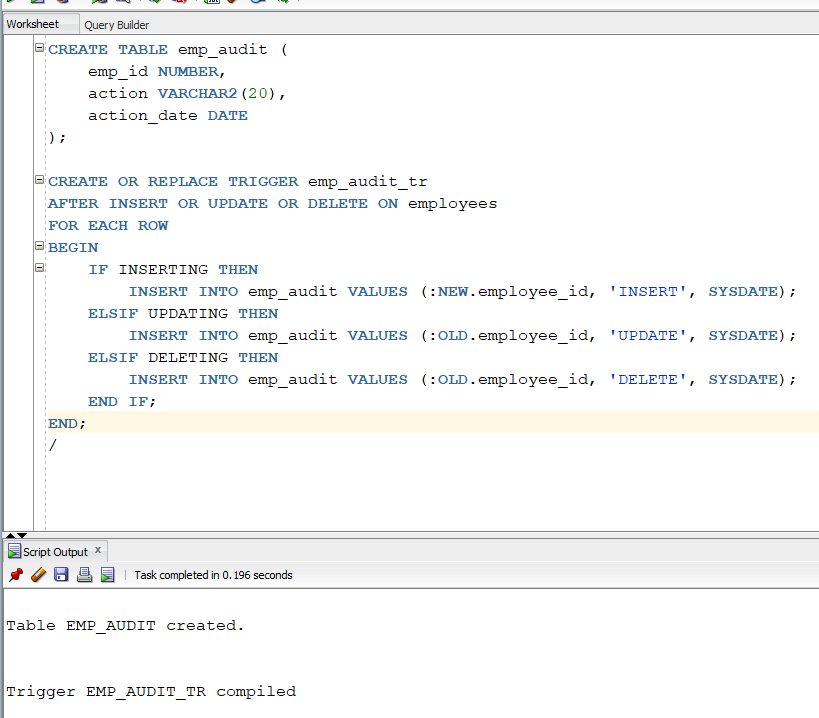 Worksheet Query Builder
CREATE TABLE emp_audit (
emp_id NUMBER,
action VARCHAR2(20),
action_date DATE
);
CREATE OR REPLACE TRIGGER emp_audit_tr
AFTER INSERT OR UPDATE OR DELETE ON employees
FOR EACH ROW
BEGIN
IF INSERTING THEN
INSERT INTO emp_audit VALUES (:NEW.employee_id, 'INSERT', SYSDATE);
ELSIF UPDATING THEN
INSERT INTO emp_audit VALUES (:OLD.employee_id, 'UPDATE', SYSDATE);
ELSIF DELETING THEN
INSERT INTO emp_audit VALUES (:OLD.employee_id, 'DELETE', SYSDATE);
END IF;
END;
/
Script Output x
Task completed in 0.196 seconds
Table EMP_AUDIT created.
Trigger EMP_AUDIT_TR compiled